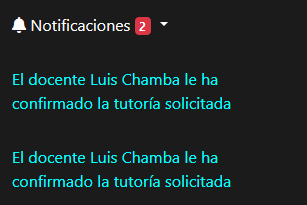 Notificaciones 2
El docente Luis Chamba le ha
confirmado la tutoría solicitada
El docente Luis Chamba le ha
confirmado la tutoría solicitada